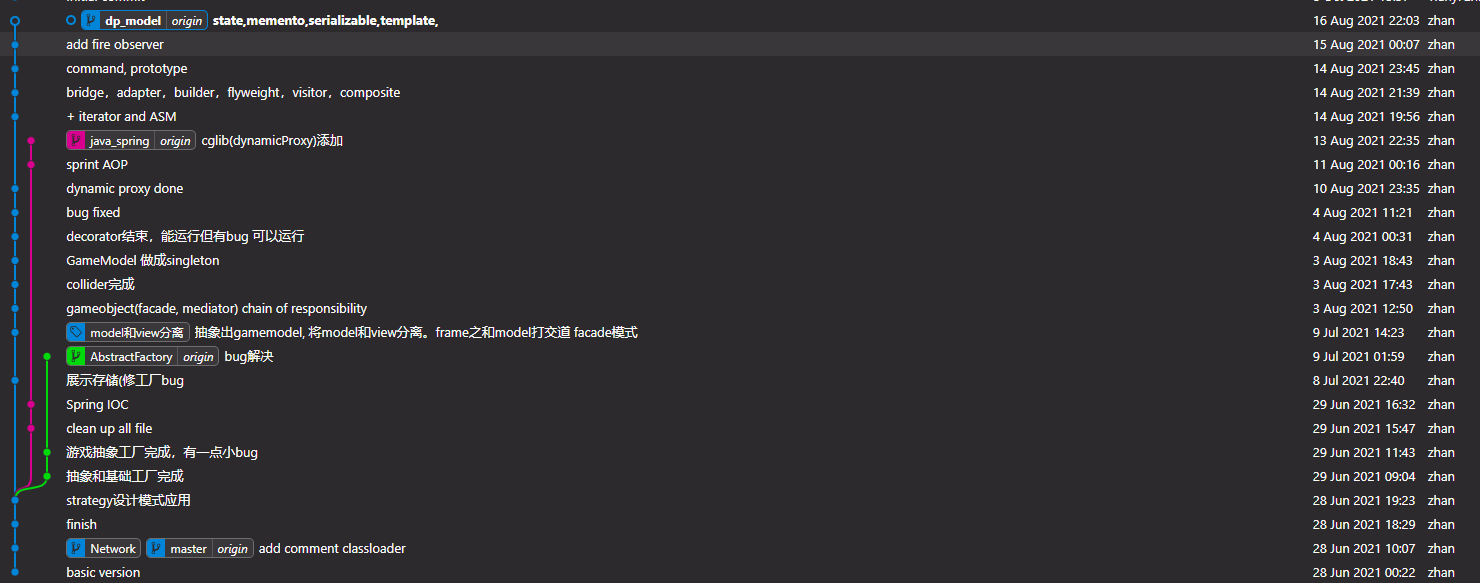 dp_model origin state,memento,serializable,template, 16 Aug 2021 22:03 zhan
add fire observer 15 Aug 2021 00:07 zhan
command, prototype 14 Aug 2021 23:45 zhan
bridge，adapter，builder，flyweight，visitor，composite 14 Aug 2021 21:39 zhan
+ iterator and ASM 14 Aug 2021 19:56 zhan
java_spring origin cglib(dynamicProxy)添加 13 Aug 2021 22:35 zhan
sprint AOP 11 Aug 2021 00:16 zhan
dynamic proxy done 10 Aug 2021 23:35 zhan
bug fixed 4 Aug 2021 11:21 zhan
decorator结束，能运行但有bug 可以运行 4 Aug 2021 00:31 zhan
GameModel 做成singleton 3 Aug 2021 18:43 zhan
collider完成 3 Aug 2021 17:43 zhan
gameobject(facade, mediator) chain of responsibility 3 Aug 2021 12:50 zhan
model和view分离 抽象出gamemodel, 将model和view分离。frame之和model打交道 facade模式 9 Jul 2021 14:23 zhan
AbstractFactory origin bug解决 9 Jul 2021 01:59 zhan
展示存储(修工厂bug 8 Jul 2021 22:40 zhan
Spring IOC 29 Jun 2021 16:32 zhan
clean up all file 29 Jun 2021 15:47 zhan
游戏抽象工厂完成，有一点小bug 29 Jun 2021 11:43 zhan
抽象和基础工厂完成 29 Jun 2021 09:04 zhan
strategy设计模式应用 28 Jun 2021 19:23 zhan
finish 28 Jun 2021 18:29 zhan
Network master origin add comment classloader 28 Jun 2021 10:07 zhan
basic version 28 Jun 2021 00:22 zhan